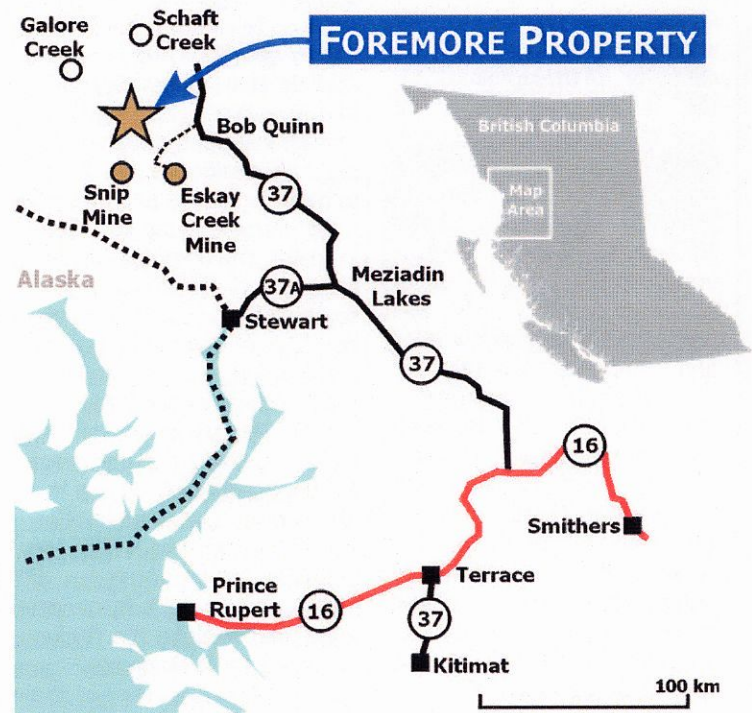 Galore
Creek
Schaft
Creek
FOREMORE PROPERTY
British Columbia
Map
Area
Bob Quinn
Snip
Mine
Eskay
Creek
Mine
37
Alaska
37A
Meziadin
Lakes
Stewart
37
16
Smithers
Prince
Rupert
16
Terrace
37
Kitimat
100 km